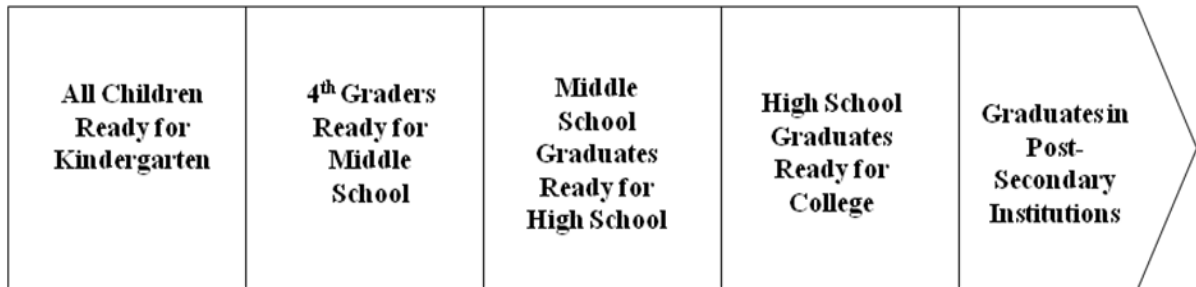 All Children
Ready for
Kindergarten
4th Graders
Ready for
Middle
School
Middle
School
Graduates
Ready for
High School
High School
Graduates
Ready for
College
Graduates in
Post-
Secondary
Institutions